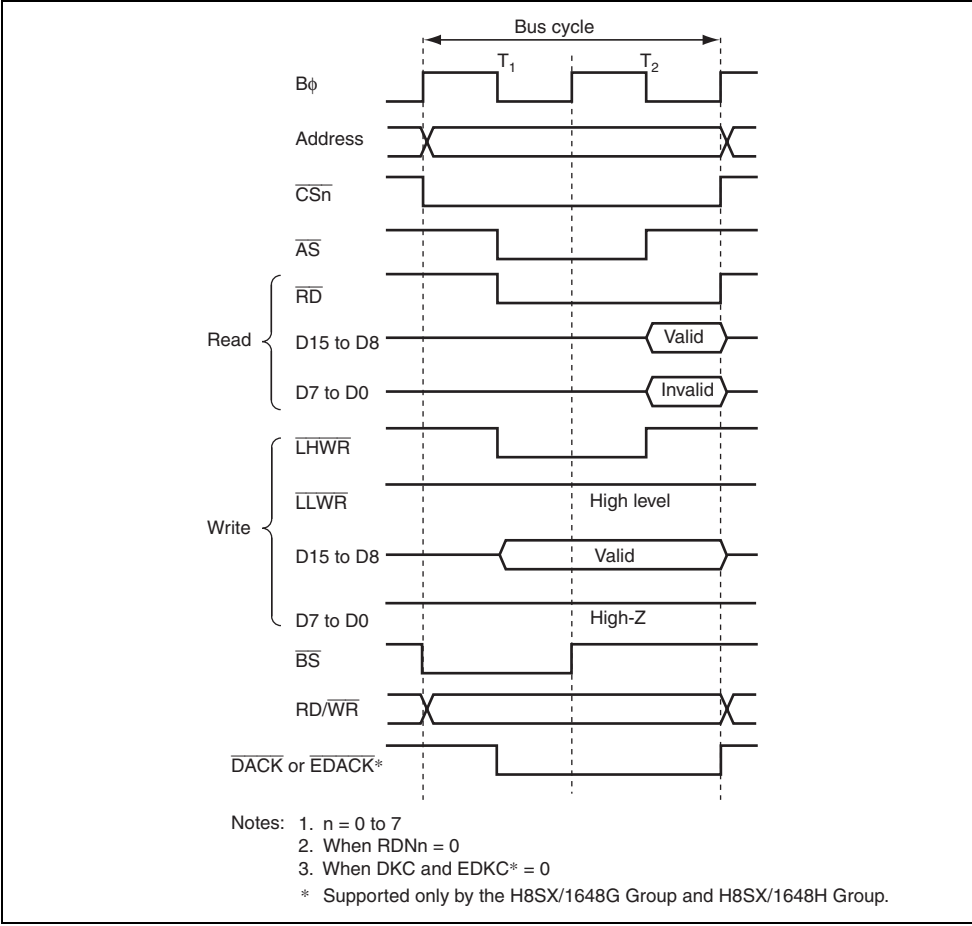 Bus cycle
T1 T2
Bφ
Address
CSn
AS
Read
RD
D15 to D8 Valid
D7 to D0 Invalid
Write
LHWR
LLWR High level
D15 to D8 Valid
D7 to D0 High-Z
BS
RD/WR
DACK or EDACK*
Notes: 1. n = 0 to 7
2. When RDNn = 0
3. When DKC and EDKC* = 0
* Supported only by the H8SX/1648G Group and H8SX/1648H Group.